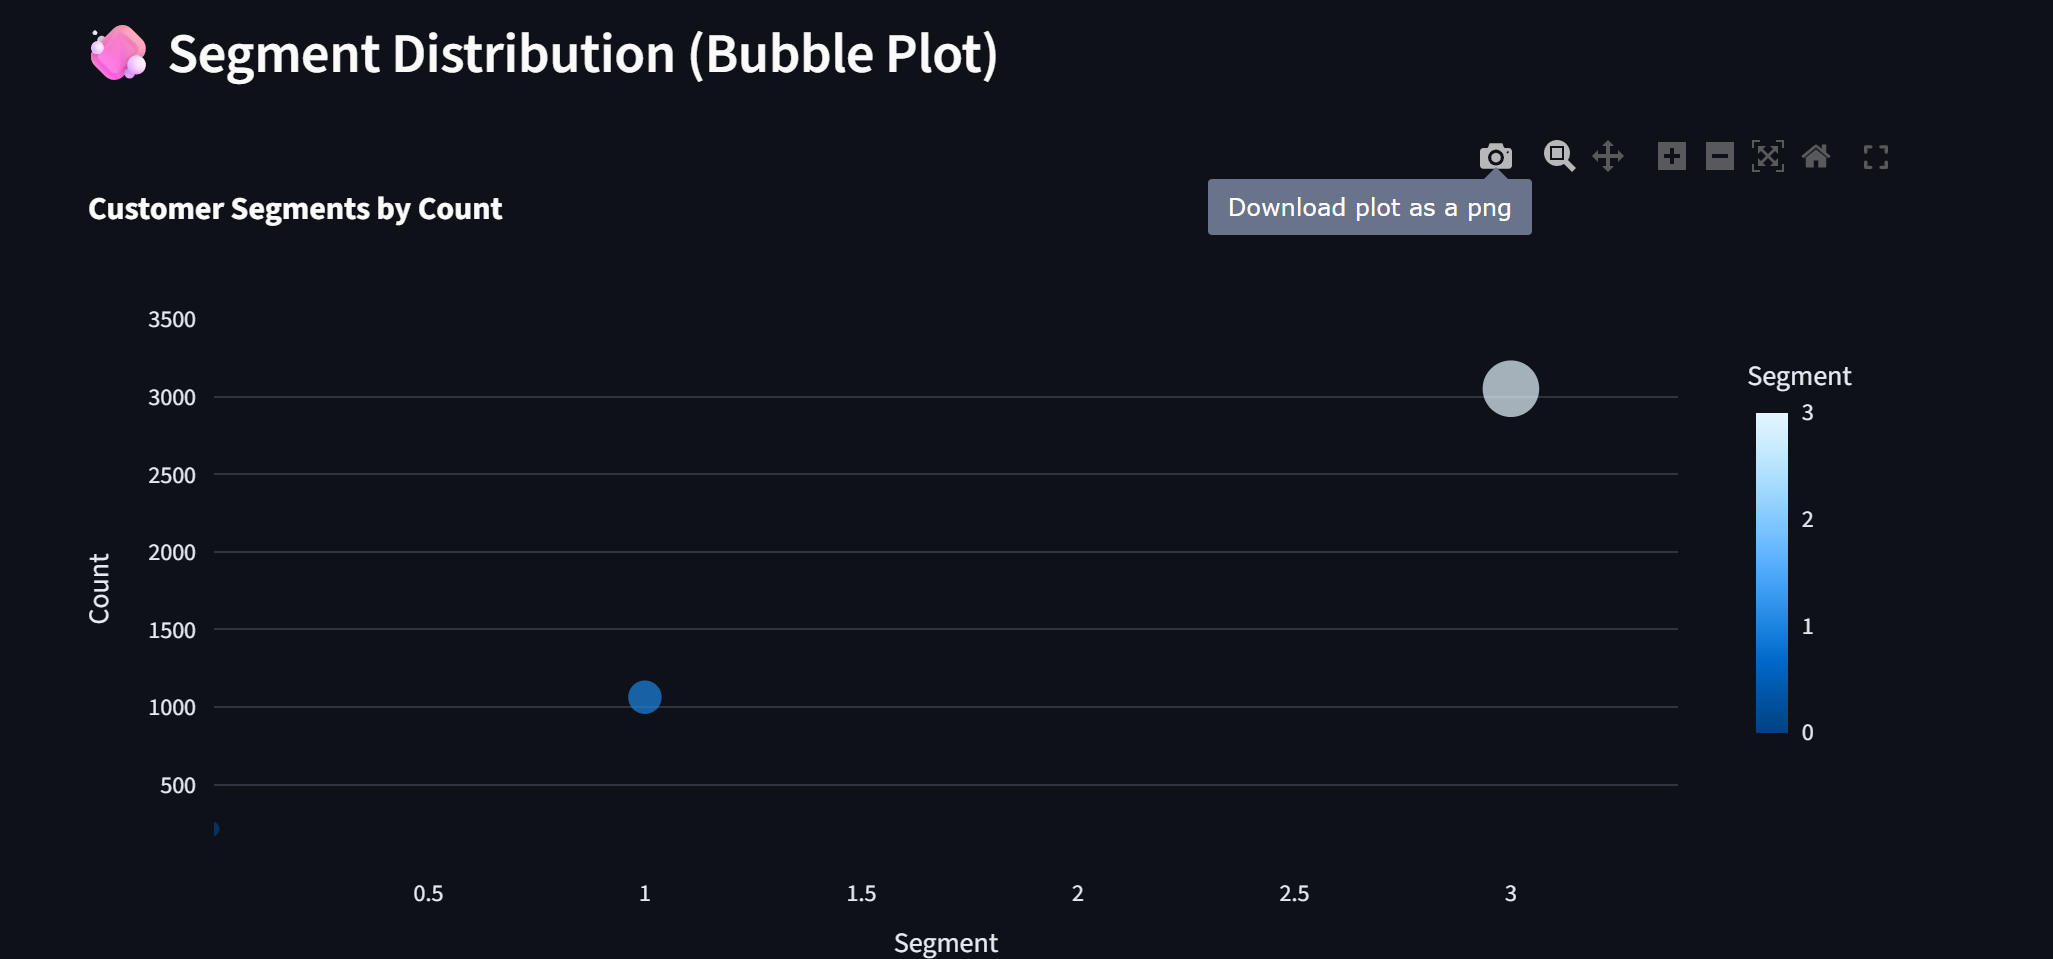 Segment Distribution (Bubble Plot)
Download plot as a png
Customer Segments by Count
3500
3000
2500
2000
1500
1000
500
Count
0.5
1
1.5
2
2.5
3
Segment
Segment
3
2
1
0